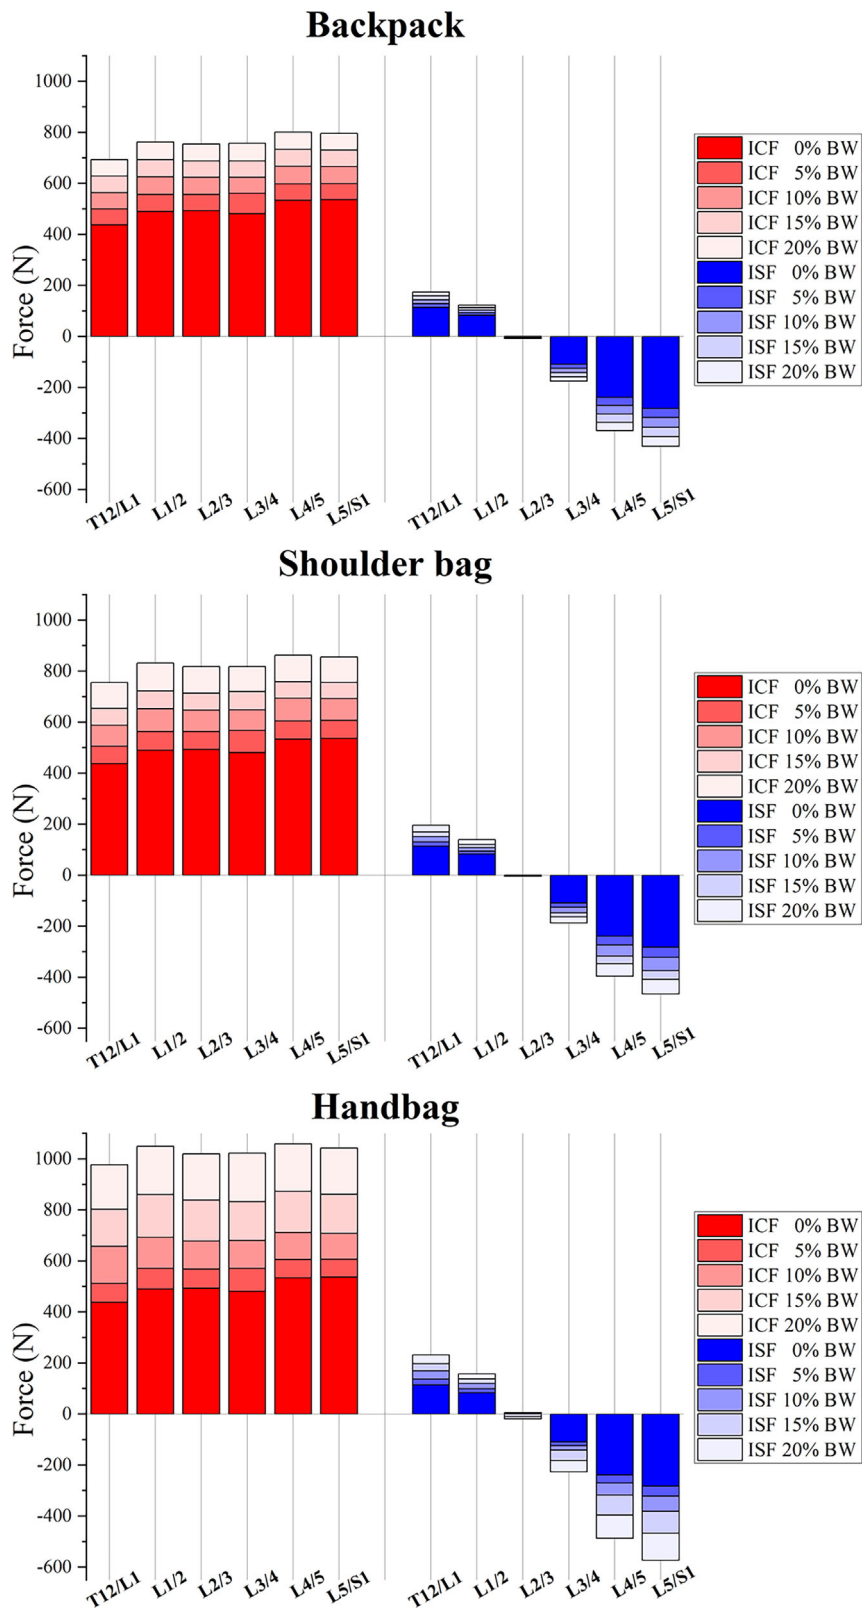 Backpack
Force (N)
1000
800
600
400
200
0
-200
-400
-600
T12/L1 L1/2 L2/3 L3/4 L4/5 L5/S1 T12/L1 L1/2 L2/3 L3/4 L4/5 L5/S1
ICF 0% BW
ICF 5% BW
ICF 10% BW
ICF 15% BW
ICF 20% BW
ISF 0% BW
ISF 5% BW
ISF 10% BW
ISF 15% BW
ISF 20% BW
Shoulder bag
Force (N)
1000
800
600
400
200
0
-200
-400
-600
T12/L1 L1/2 L2/3 L3/4 L4/5 L5/S1 T12/L1 L1/2 L2/3 L3/4 L4/5 L5/S1
ICF 0% BW
ICF 5% BW
ICF 10% BW
ICF 15% BW
ICF 20% BW
ISF 0% BW
ISF 5% BW
ISF 10% BW
ISF 15% BW
ISF 20% BW
Handbag
Force (N)
1000
800
600
400
200
0
-200
-400
-600
T12/L1 L1/2 L2/3 L3/4 L4/5 L5/S1 T12/L1 L1/2 L2/3 L3/4 L4/5 L5/S1
ICF 0% BW
ICF 5% BW
ICF 10% BW
ICF 15% BW
ICF 20% BW
ISF 0% BW
ISF 5% BW
ISF 10% BW
ISF 15% BW
ISF 20% BW